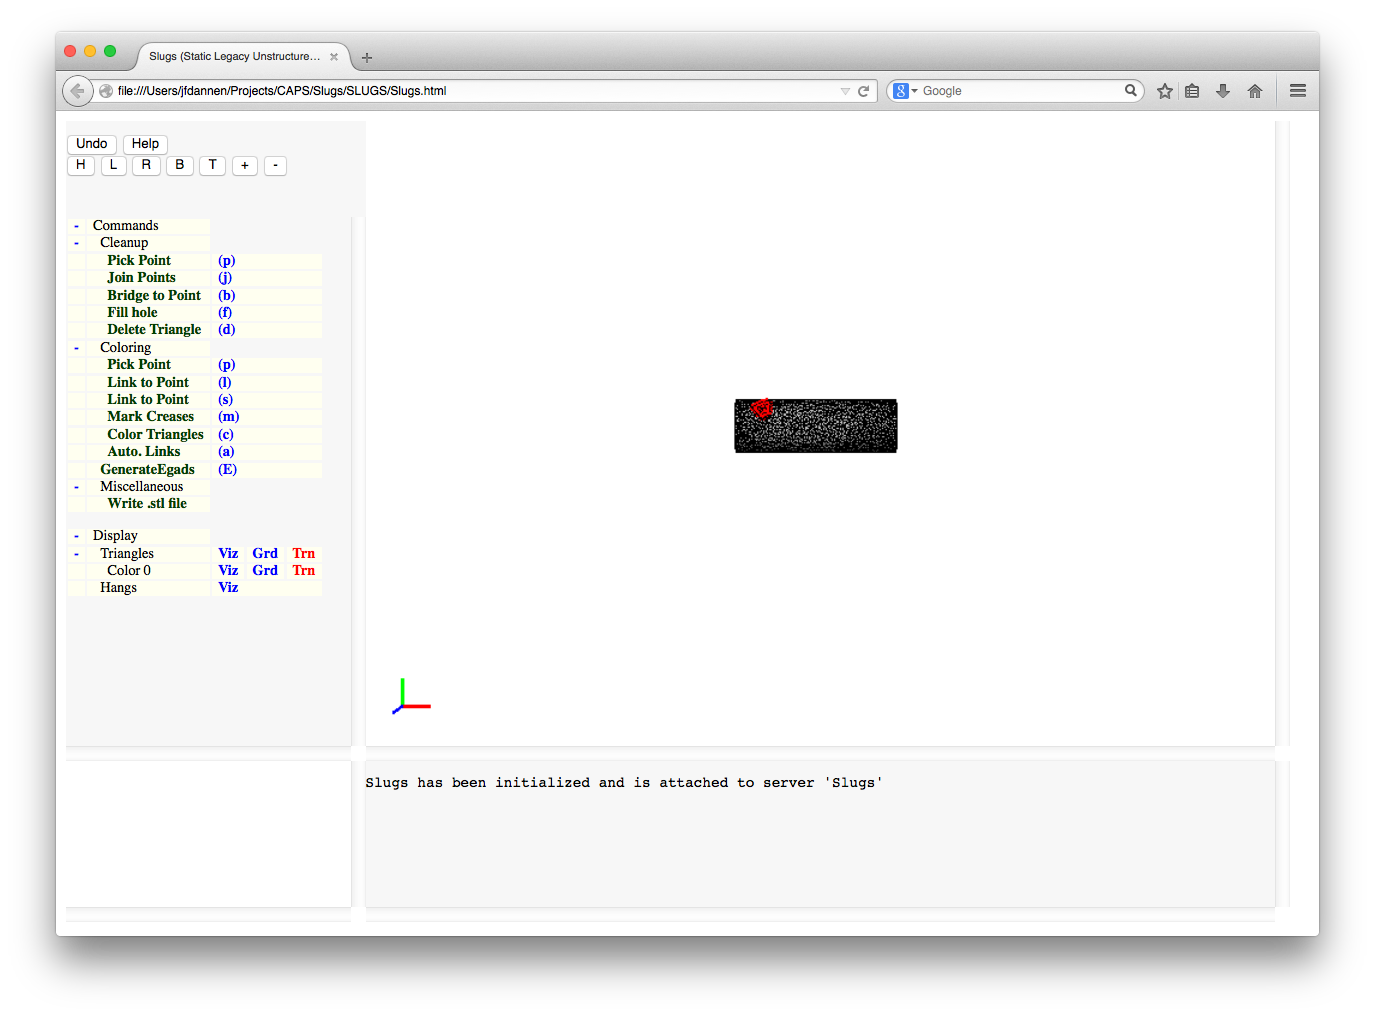 Slugs (Static Legacy Unstructure...
file:///Users/jfdannen/Projects/CAPS/Slugs/SLUGS/Slugs.html
8 Google
Undo Help
H L R B T + -
- Commands
- Cleanup
Pick Point (p)
Join Points (j)
Bridge to Point (b)
Fill hole (f)
Delete Triangle (d)
- Coloring
Pick Point (p)
Link to Point (l)
Link to Point (s)
Mark Creases (m)
Color Triangles (c)
Auto. Links (a)
GenerateEgads (E)
- Miscellaneous
Write .stl file
- Display
- Triangles Viz Grd Trn
Color 0 Viz Grd Trn
Hangs Viz
Slugs has been initialized and is attached to server 'Slugs'